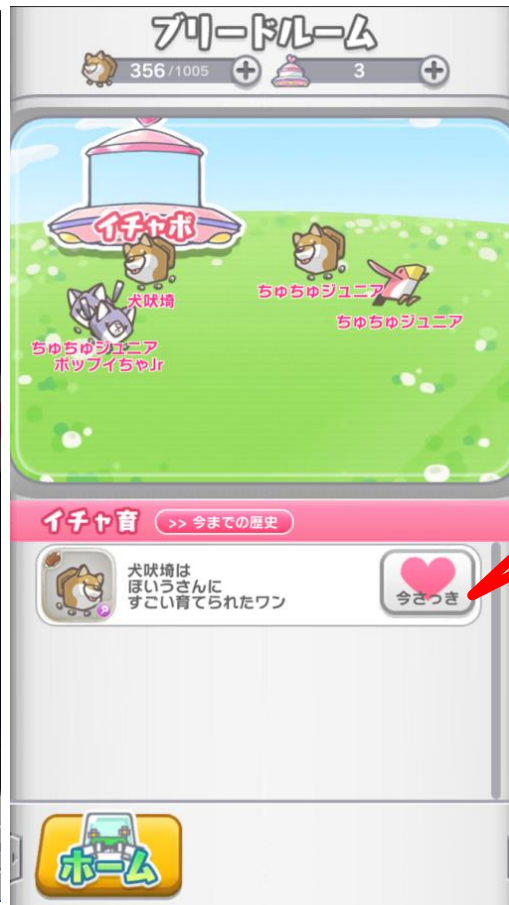 ブリードルーム
356/1005
3
イチャボ
犬吠埼
ちゅちゅジュニア
ちゅちゅジュニア
ちゅちゅジュニア
ポップイちゃJr
イチャ育
>> 今までの歴史
犬吠埼は
ほいうさんに
すごい育てられたワン
今さっき
ホーム